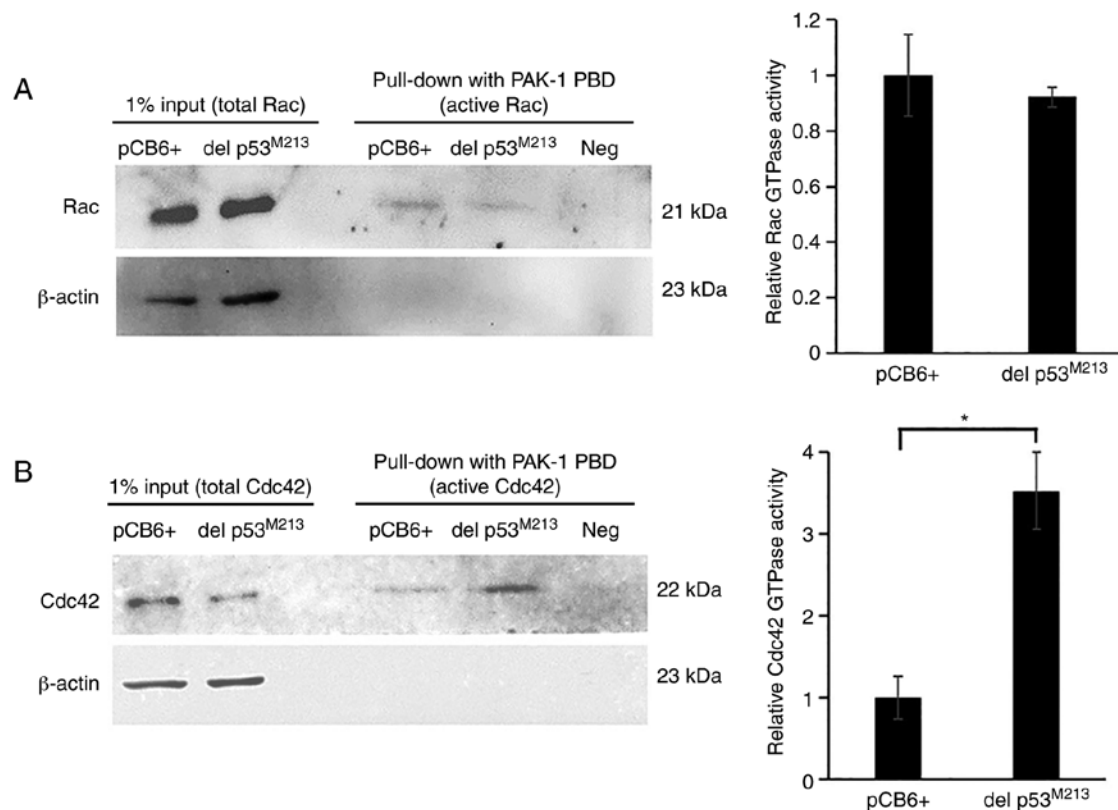 A
1% input (total Rac)
Pull-down with PAK-1 PBD
(active Rac)
pCB6+ del p53M213 pCB6+ del p53M213 Neg
Rac
21 kDa
β-actin
23 kDa
Relative Rac GTPase activity
1.2
1
0.8
0.6
0.4
0.2
0
pCB6+ del p53M213
B
1% input (total Cdc42)
Pull-down with PAK-1 PBD
(active Cdc42)
pCB6+ del p53M213 pCB6+ del p53M213 Neg
Cdc42
22 kDa
β-actin
23 kDa
Relative Cdc42 GTPase activity
*
4
3
2
1
0
pCB6+ del p53M213